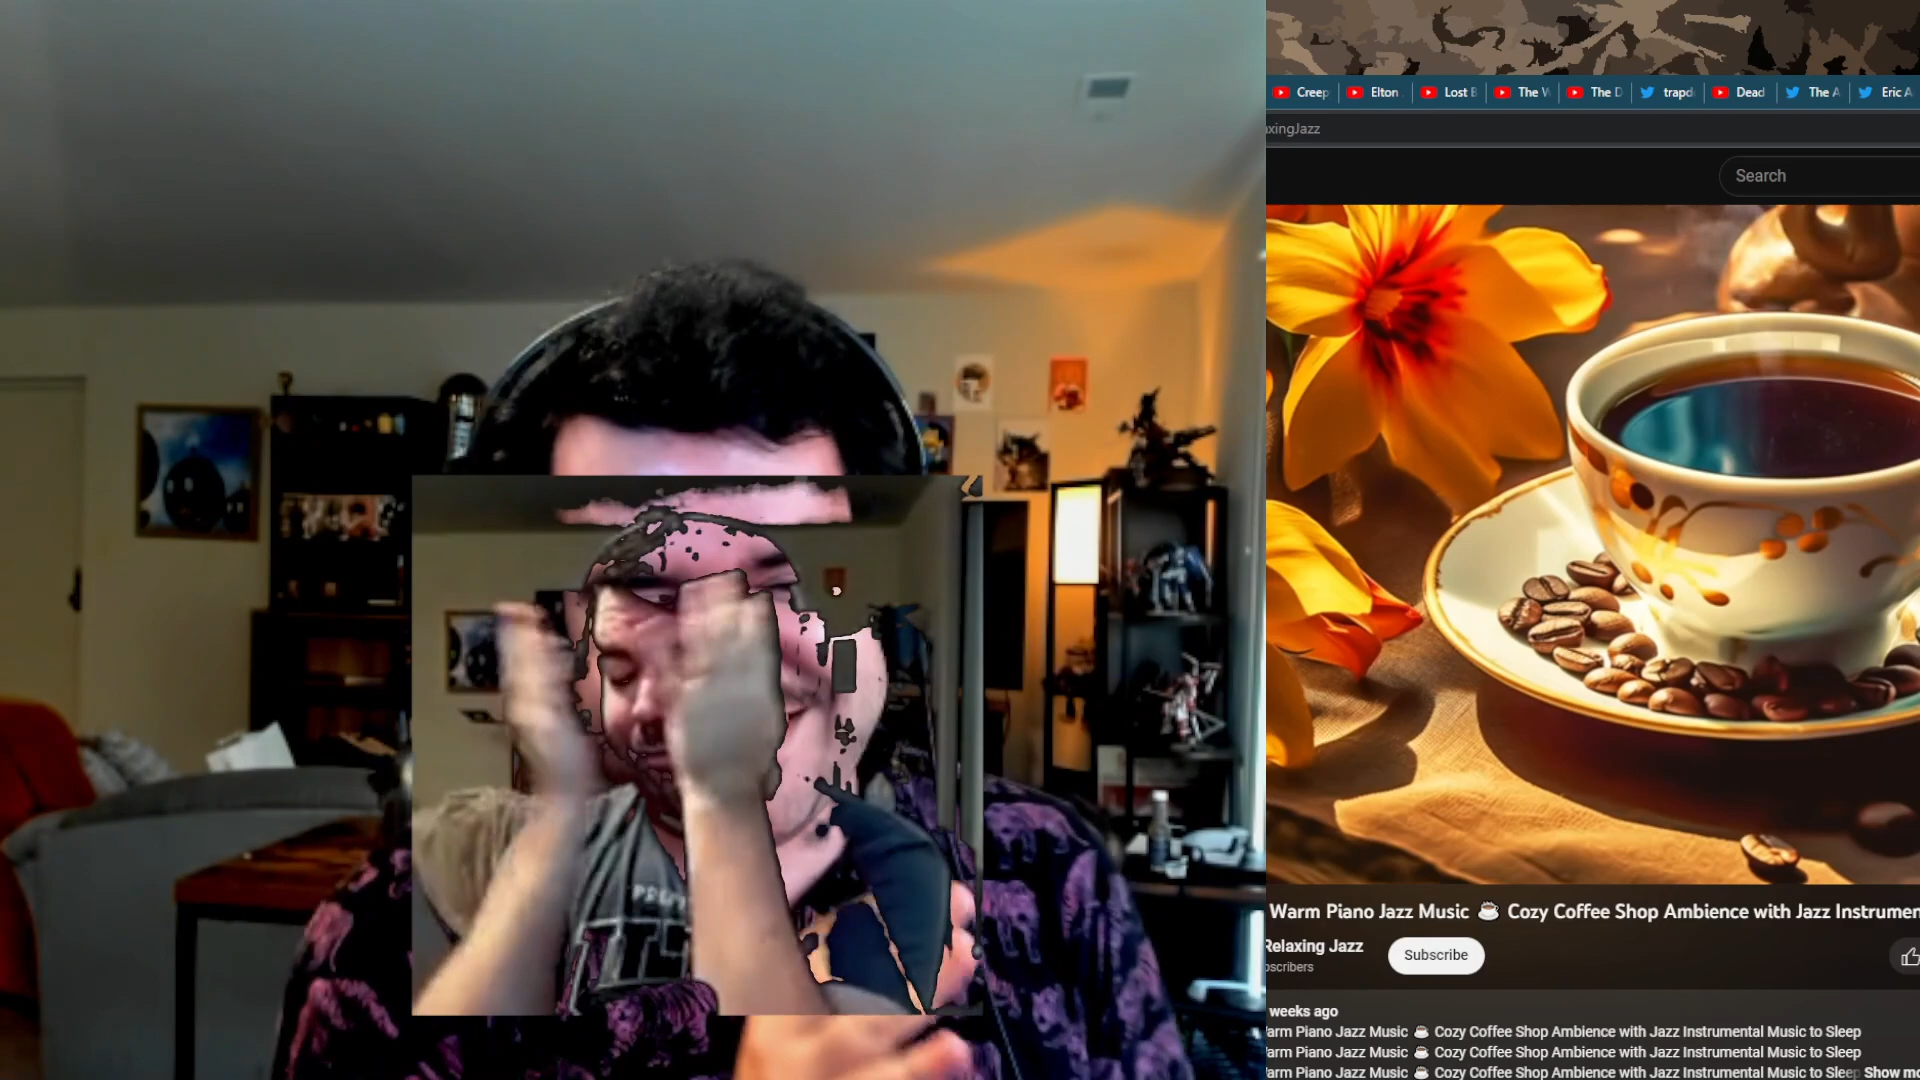 Creep
Elton
Lost B
The W
The D
trapd
Dead
The A
Eric A
xingJazz
Search
Warm Piano Jazz Music ☕ Cozy Coffee Shop Ambience with Jazz Instrumen
Relaxing Jazz
oscribers
Subscribe
weeks ago
arm Piano Jazz Music ☕ Cozy Coffee Shop Ambience with Jazz Instrumental Music to Sleep
arm Piano Jazz Music ☕ Cozy Coffee Shop Ambience with Jazz Instrumental Music to Sleep
arm Piano Jazz Music ☕ Cozy Coffee Shop Ambience with Jazz Instrumental Music to Sleep Show mo